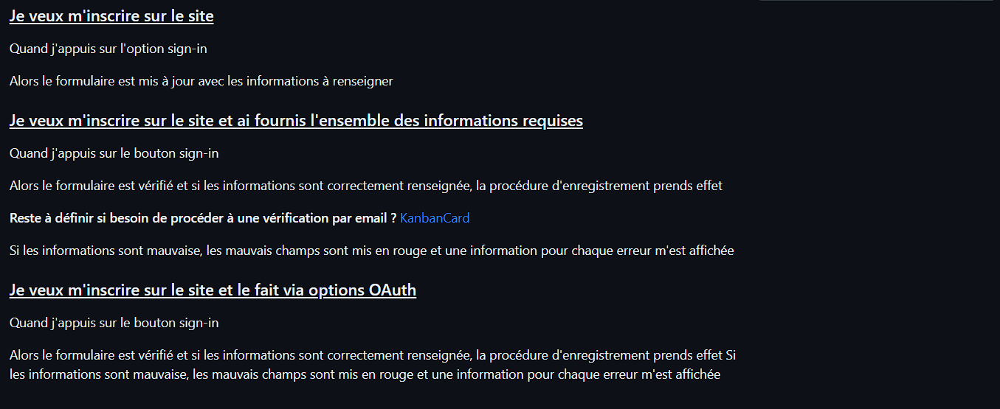 Je veux m'inscrire sur le site
Quand j'appuis sur l'option sign-in
Alors le formulaire est mis à jour avec les informations à renseigner
Je veux m'inscrire sur le site et ai fournis l'ensemble des informations requises
Quand j'appuis sur le bouton sign-in
Alors le formulaire est vérifié et si les informations sont correctement renseignée, la procédure d'enregistrement prends effet
Reste à définir si besoin de procéder à une vérification par email ? KanbanCard
Si les informations sont mauvaise, les mauvais champs sont mis en rouge et une information pour chaque erreur m'est affichée
Je veux m'inscrire sur le site et le fait via options OAuth
Quand j'appuis sur le bouton sign-in
Alors le formulaire est vérifié et si les informations sont correctement renseignée, la procédure d'enregistrement prends effet Si
les informations sont mauvaise, les mauvais champs sont mis en rouge et une information pour chaque erreur m'est affichée